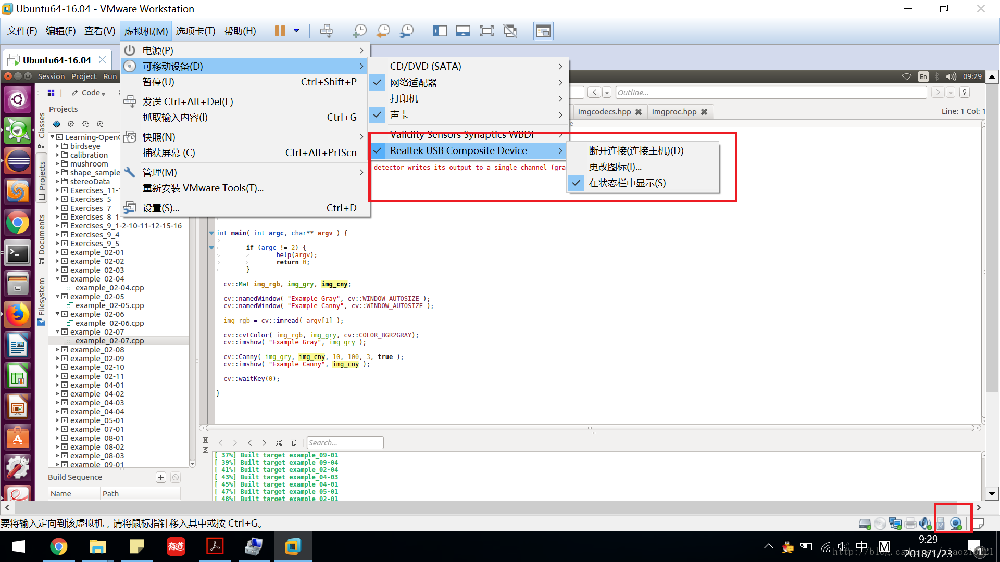 Ubuntu64-16.04 - VMware Workstation
文件(F) 编辑(E) 查看(V) 虚拟机(M) 选项卡(T) 帮助(H)
Ubuntu64-16.04
Session Project Run
En 09:29
电源(P)
可移动设备(D)
暂停(U) Ctrl+Shift+P
发送 Ctrl+Alt+Del(E)
抓取输入内容(I) Ctrl+G
快照(N)
捕获屏幕 (C) Ctrl+Alt+PrtScn
管理(M)
重新安装 VMware Tools(T)...
设置(S)... Ctrl+D
CD/DVD (SATA)
网络适配器
打印机
声卡
Validity Sensors Synaptics WBDI
Realtek USB Composite Device
断开连接(连接主机)(D)
更改图标(I)...
在状态栏中显示(S)
Code
Outline...
imgcodecs.hpp imgproc.hpp
Line: 1 Col: 1
Classes
Projects
Documents
Filesystem
Projects
Learning-OpenC
birdseye
calibration
mushroom
shape_sample
stereoData
Exercises_11-1
Exercises_5
Exercises_7
Exercises_8_1
Exercises_9_1-2-10-11-12-15-16
Exercises_9_4
Exercises_9_5
example_02-01
example_02-02
example_02-03
example_02-04
example_02-04.cpp
example_02-05
example_02-05.cpp
example_02-06
example_02-06.cpp
example_02-07
example_02-07.cpp
example_02-08
example_02-09
example_02-10
example_02-11
example_04-01
example_04-02
example_04-03
example_04-04
example_05-01
example_07-01
example_08-01
example_08-02
example_08-03
example_09-01
Build Sequence
Name Path
detector writes its output to a single-channel (gra
int main( int argc, char** argv ) {
if (argc != 2) {
help(argv);
return 0;
}
cv::Mat img_rgb, img_gry, img_cny;
cv::namedWindow( "Example Gray", cv::WINDOW_AUTOSIZE );
cv::namedWindow( "Example Canny", cv::WINDOW_AUTOSIZE );
img_rgb = cv::imread( argv[1] );
cv::cvtColor( img_rgb, img_gry, cv::COLOR_BGR2GRAY);
cv::imshow( "Example Gray", img_gry );
cv::Canny( img_gry, img_cny, 10, 100, 3, true );
cv::imshow( "Example Canny", img_cny );
cv::waitKey(0);
}
Search...
[ 37%] Built target example_09-01
[ 39%] Built target example_09-04
[ 41%] Built target example_02-04
[ 43%] Built target example_04-03
[ 45%] Built target example_04-01
[ 47%] Built target example_05-01
[ 48%] Built target example_02-01
要将输入定向到该虚拟机，请将鼠标指针移入其中或按 Ctrl+G。
有道
中 M
9:29
2018/1/23
1